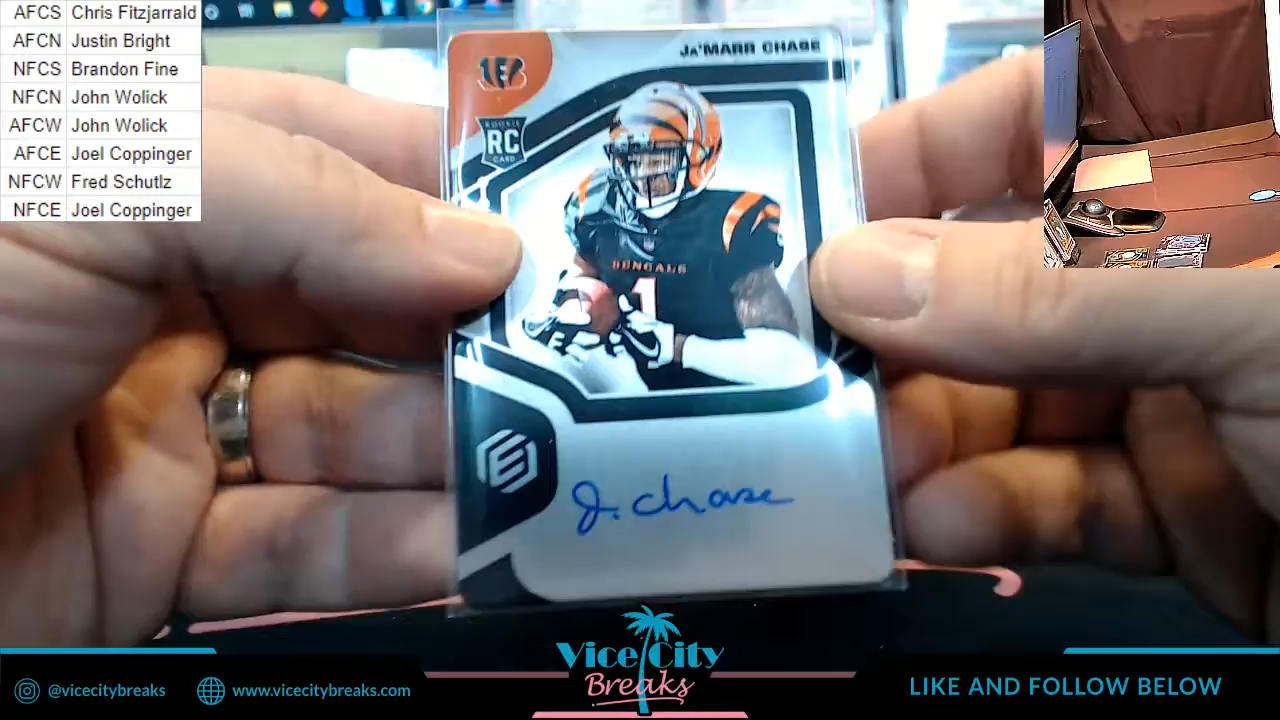 AFCS Chris Fitzjarrald
AFCN Justin Bright
NFCS Brandon Fine
NFCN John Wolick
AFCW John Wolick
AFCE Joel Coppinger
NFCW Fred Schutlz
NFCE Joel Coppinger
JA'MARR CHASE
ROOKIE
RC
CARD
BENGALS
1
J. Chase
Vice City
Breaks
@vicecitybreaks
www.vicecitybreaks.com
LIKE AND FOLLOW BELOW